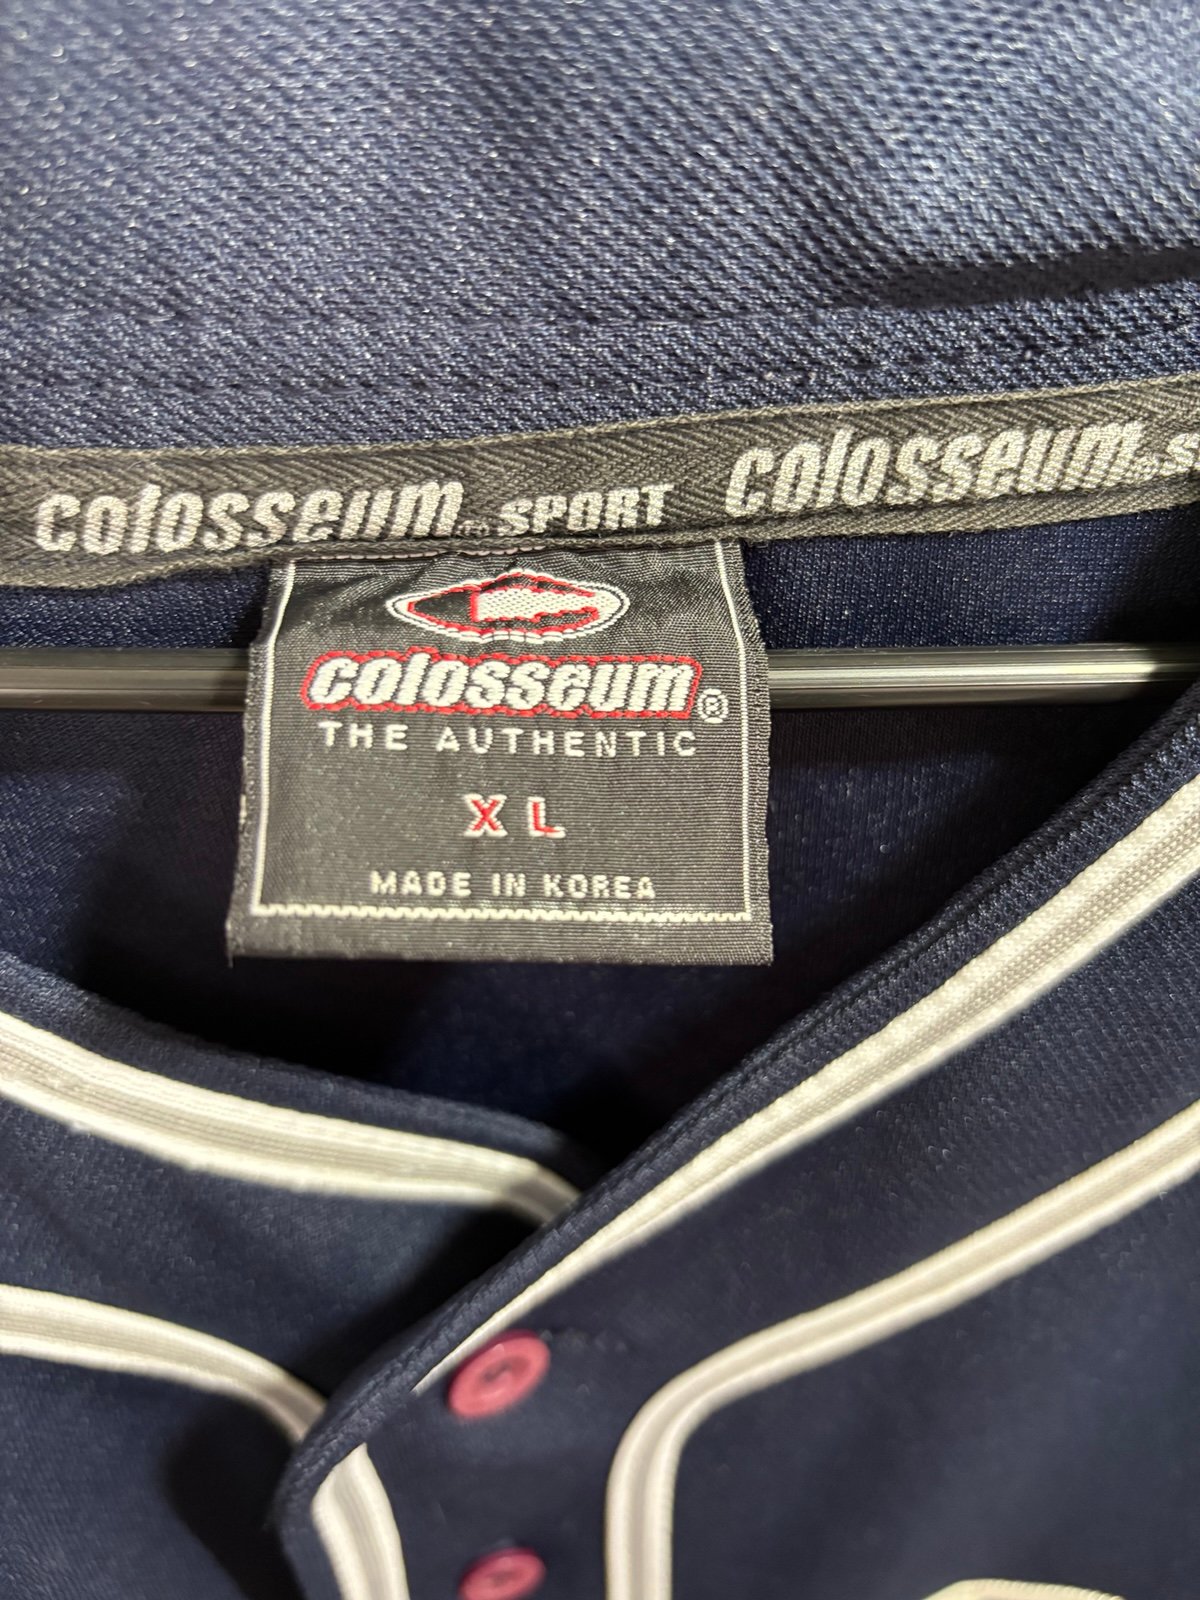 colosseum SPORT colosseum
colosseum ®
THE AUTHENTIC
XL
MADE IN KOREA